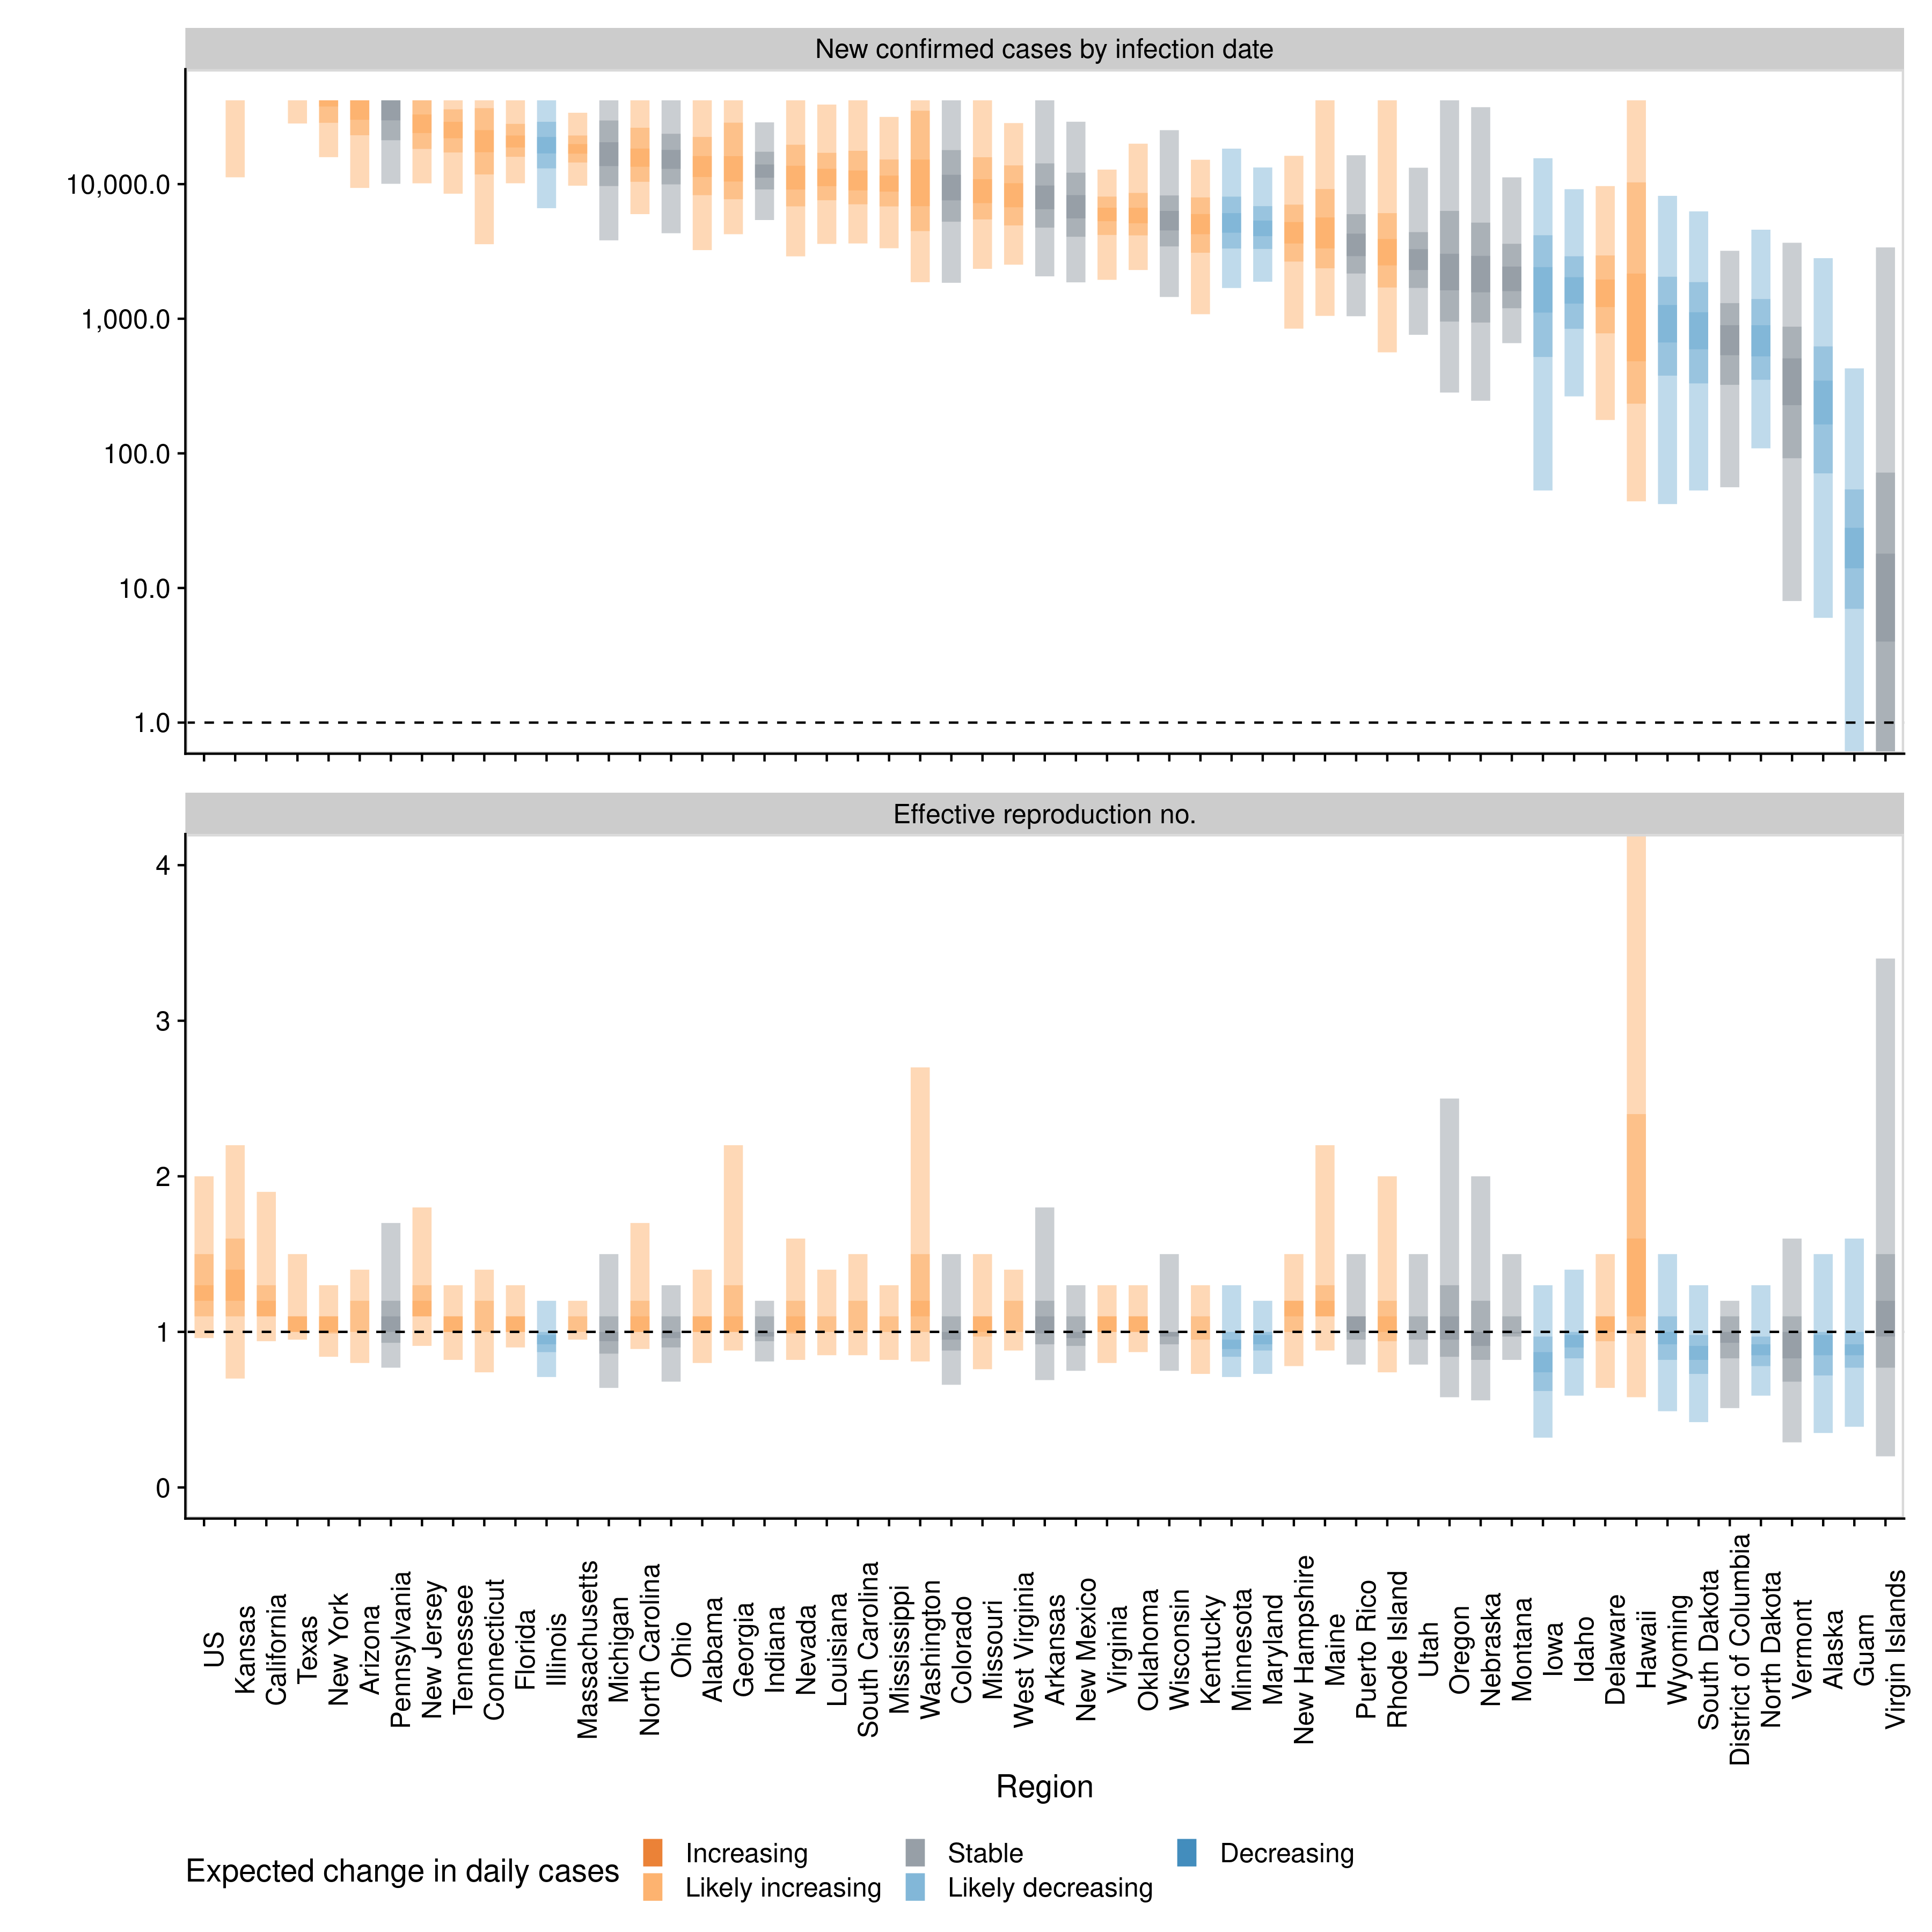 New confirmed cases by infection date
10,000.0
1,000.0
100.0
10.0
1.0
Effective reproduction no.
4
3
2
1
0
US
Kansas
California
Texas
New York
Arizona
Pennsylvania
New Jersey
Tennessee
Connecticut
Florida
Illinois
Massachusetts
Michigan
North Carolina
Ohio
Alabama
Georgia
Indiana
Nevada
Louisiana
South Carolina
Mississippi
Washington
Colorado
Missouri
West Virginia
Arkansas
New Mexico
Virginia
Oklahoma
Wisconsin
Kentucky
Minnesota
Maryland
New Hampshire
Maine
Puerto Rico
Rhode Island
Utah
Oregon
Nebraska
Montana
Iowa
Idaho
Delaware
Hawaii
Wyoming
South Dakota
District of Columbia
North Dakota
Vermont
Alaska
Guam
Virgin Islands
Region
Expected change in daily cases
Increasing
Likely increasing
Stable
Likely decreasing
Decreasing